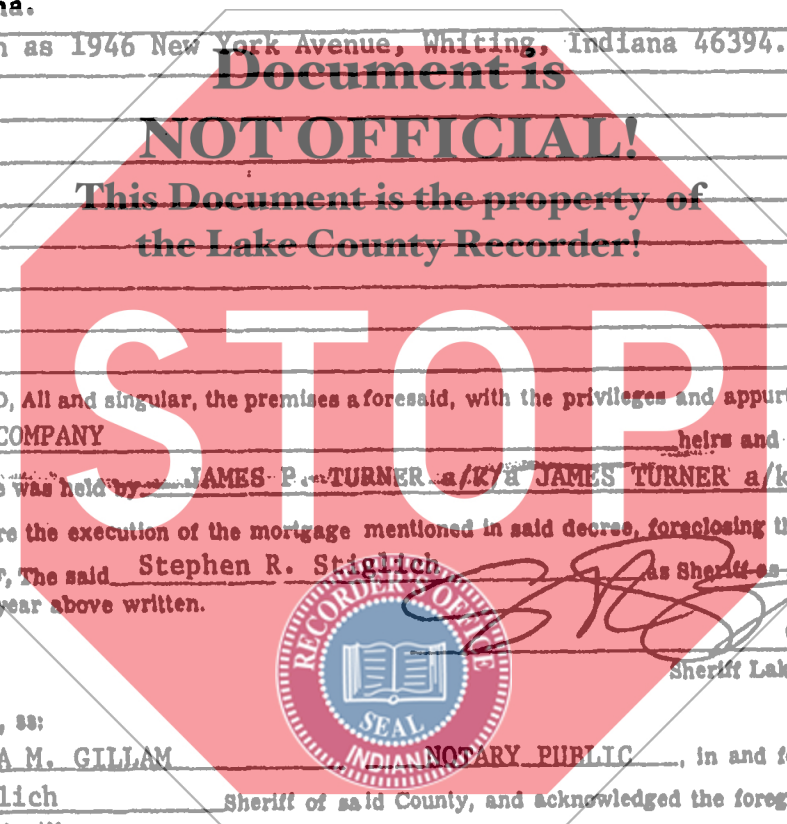 na.
n as 1946 New York Avenue, Whiting, Indiana 46394.
Document is
NOT OFFICIAL!
This Document is the property of
the Lake County Recorder!
STOP
D, All and singular, the premises aforesaid, with the privileges and appurt
COMPANY heirs and
e was held by JAMES P. TURNER a/k/a JAMES TURNER a/k
re the execution of the mortgage mentioned in said decree, foreclosing th
F, The said Stephen R. Stiglich as Sheriff as
year above written.
Sheriff Lak
RECORDER'S OFFICE
SEAL
INDIANA
, ss:
A M. GILLAM NOTARY PUBLIC , in and fo
lich Sheriff of said County, and acknowledged the foreg